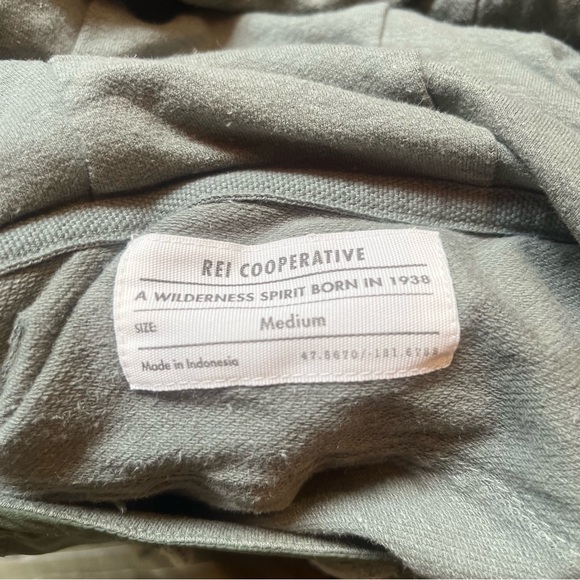 REI COOPERATIVE
A WILDERNESS SPIRIT BORN IN 1938
SIZE: Medium
Made in Indonesia